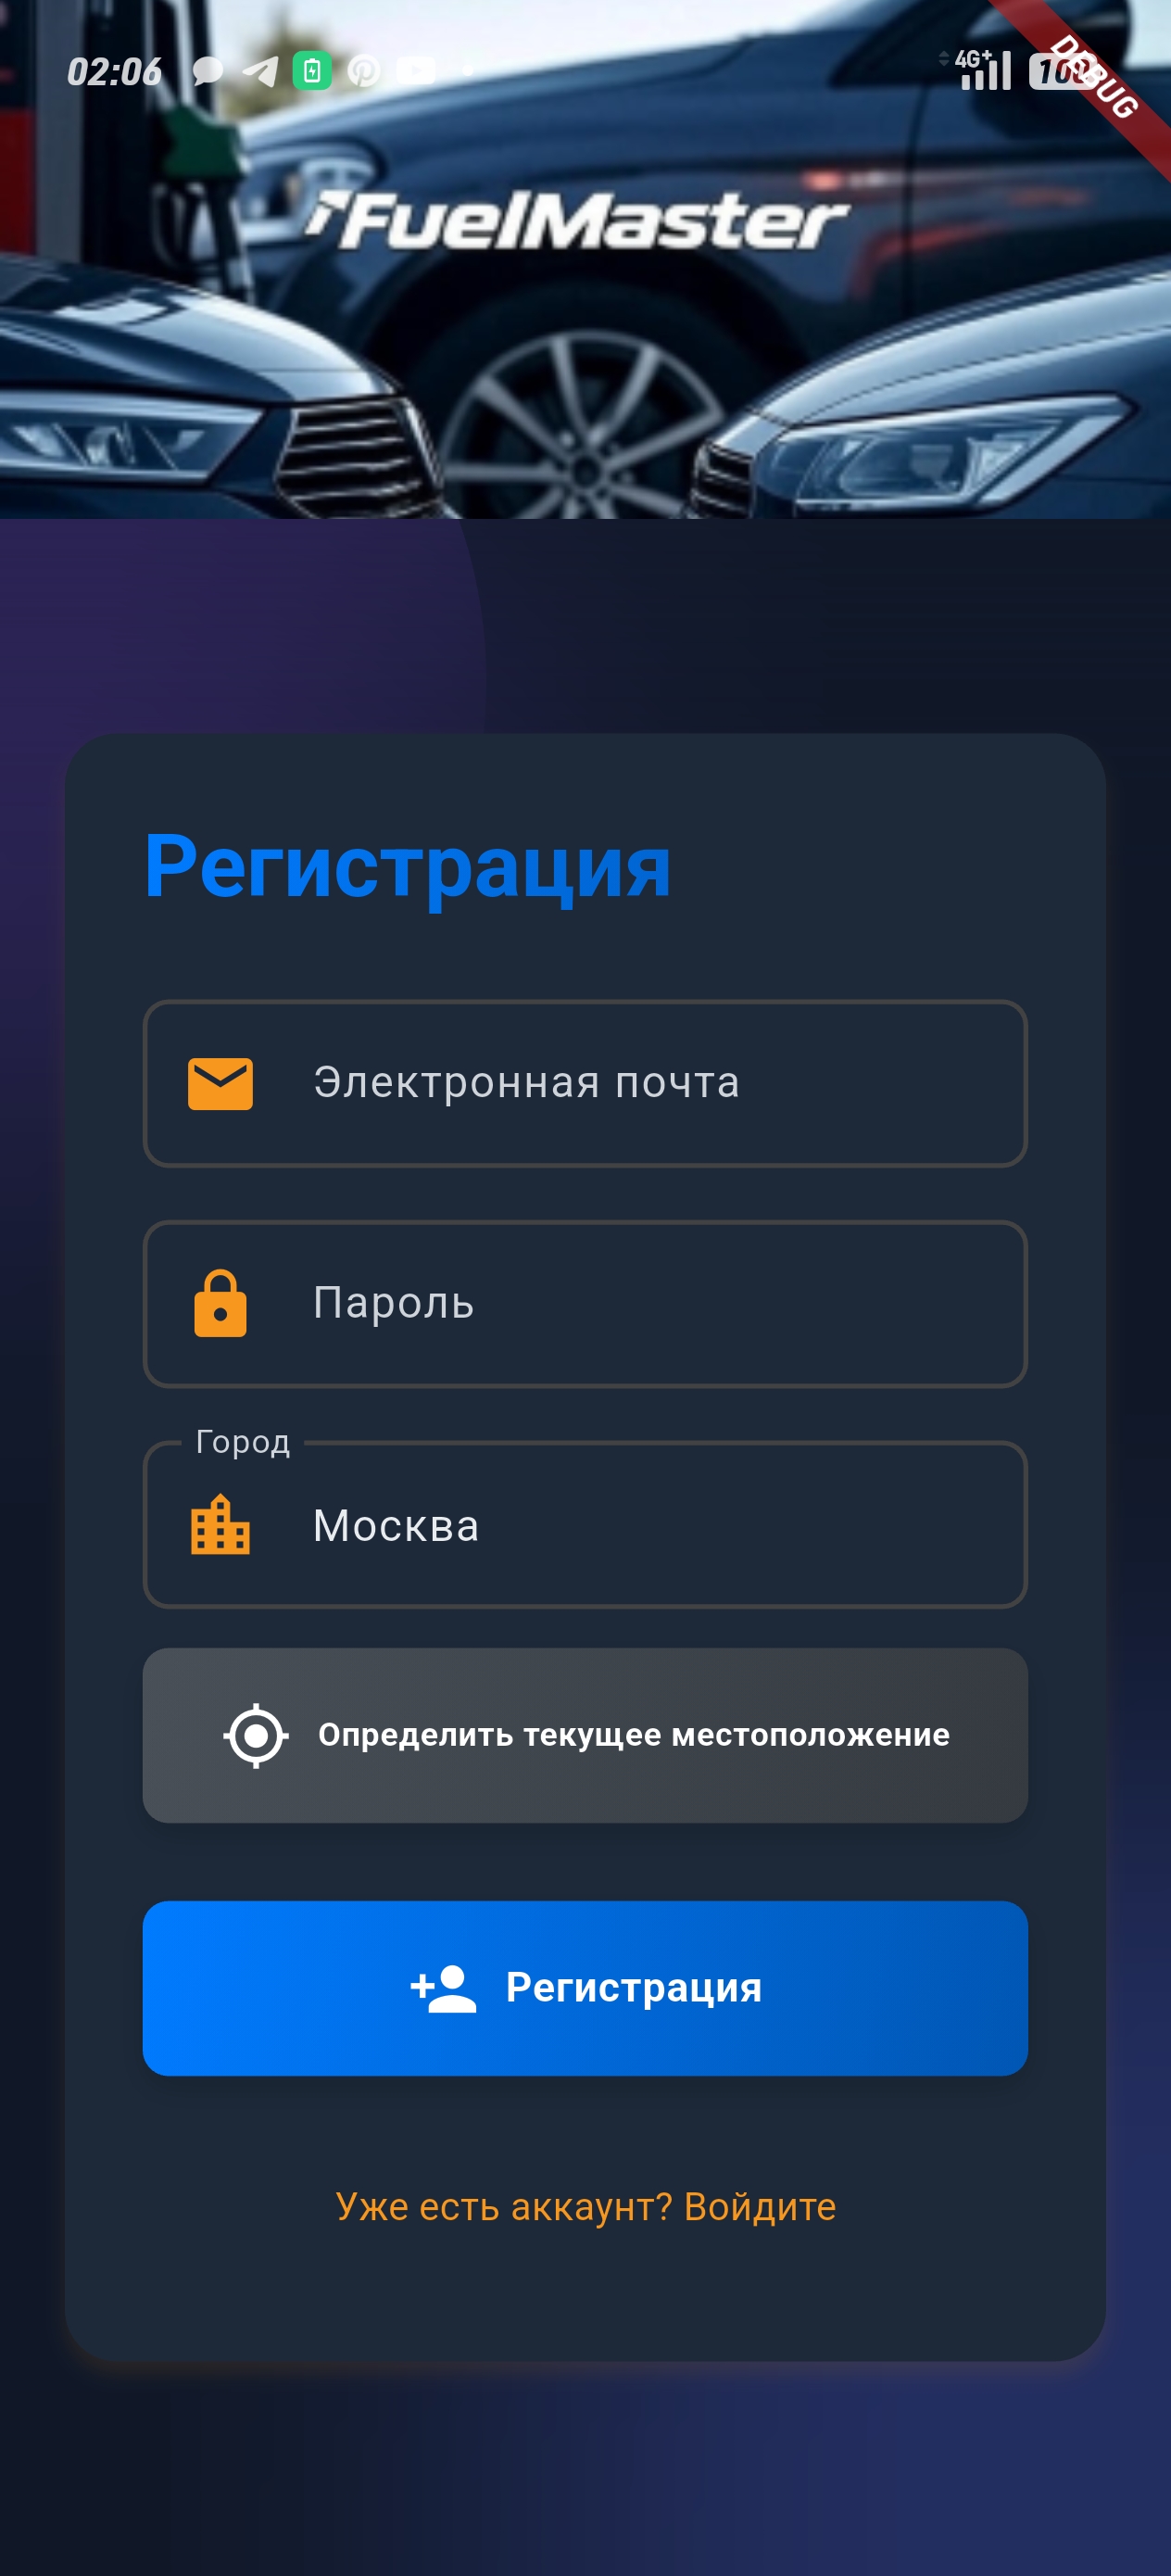 02:06
4G+
DEBUG
FuelMaster
Регистрация
Электронная почта
Пароль
Город
Москва
Определить текущее местоположение
Регистрация
Уже есть аккаунт? Войдите